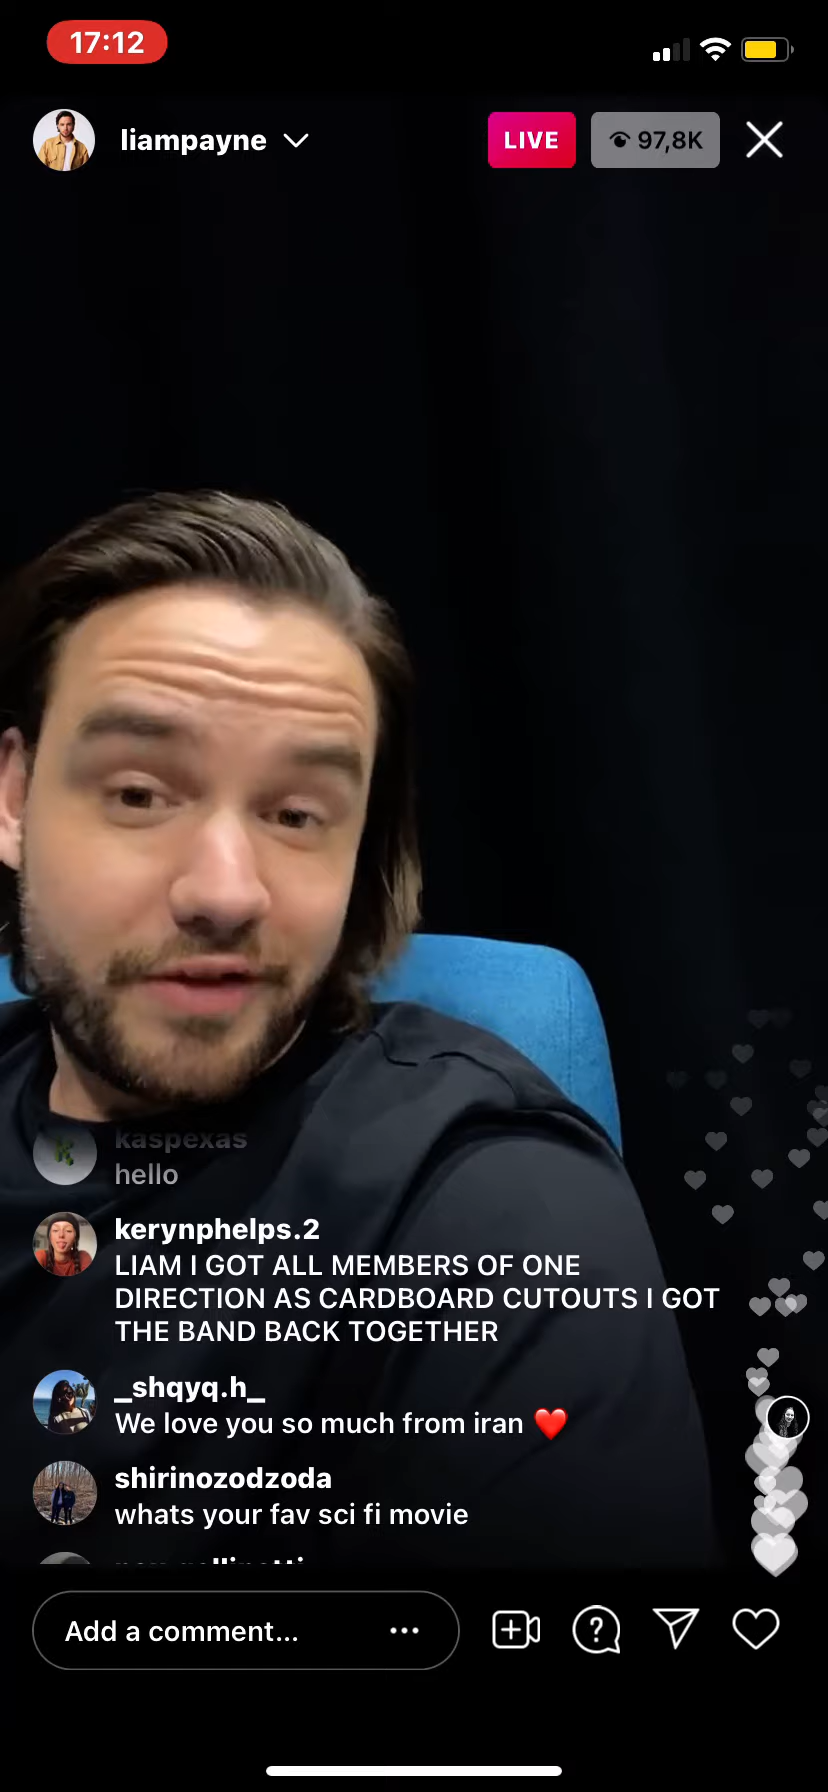 17:12
liampayne
LIVE
97,8K
kaspexas
hello
kerynphelps.2
LIAM I GOT ALL MEMBERS OF ONE
DIRECTION AS CARDBOARD CUTOUTS I GOT
THE BAND BACK TOGETHER
_shqyq.h_
We love you so much from iran ❤️
shirinozodzoda
whats your fav sci fi movie
Add a comment...